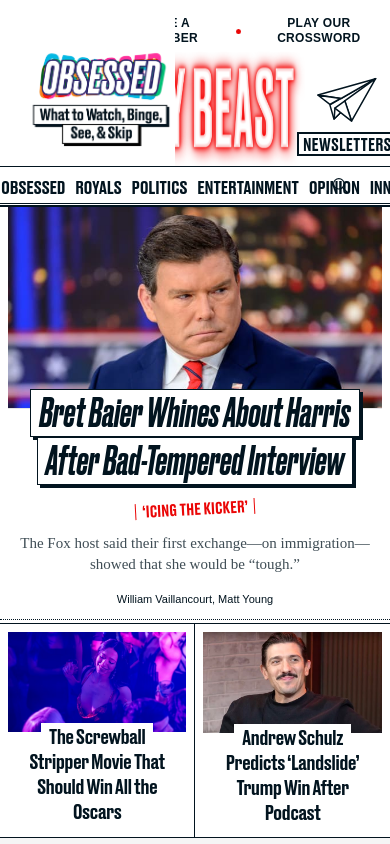 E A
BER
PLAY OUR
CROSSWORD
OBSESSED
What to Watch, Binge,
See, & Skip
Y BEAST
NEWSLETTERS
OBSESSED ROYALS POLITICS ENTERTAINMENT OPINION INN
Bret Baier Whines About Harris
After Bad-Tempered Interview
‘ICING THE KICKER’
The Fox host said their first exchange—on immigration—
showed that she would be “tough.”
William Vaillancourt, Matt Young
The Screwball
Stripper Movie That
Should Win All the
Oscars
Andrew Schulz
Predicts ‘Landslide’
Trump Win After
Podcast